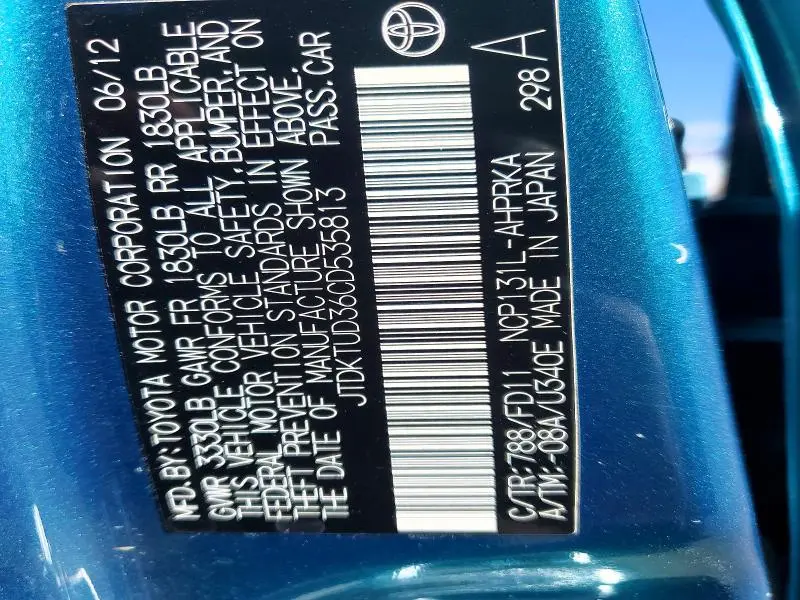 MFD.BY: TOYOTA MOTOR CORPORATION 06/12
GVWR 3330LB GAWR FR 1830LB RR 1830LB
THIS VEHICLE CONFORMS TO ALL APPLICABLE
FEDERAL MOTOR VEHICLE SAFETY, BUMPER, AND
THEFT PREVENTION STANDARDS IN EFFECT ON
THE DATE OF MANUFACTURE SHOWN ABOVE.
JTDKTUD36CD535813 PASS. CAR
C/TR:788/FD11 NCP131L-AHPRKA 298A
A/TM:-08A/U340E MADE IN JAPAN